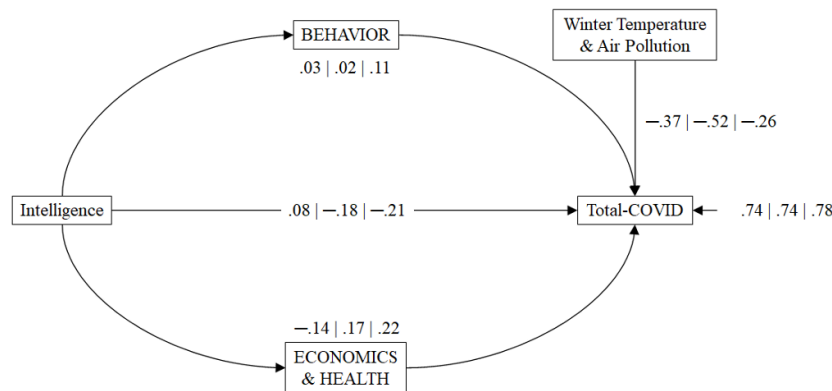 BEHAVIOR
Winter Temperature
& Air Pollution
.03 | .02 | .11
−.37 | −.52 | −.26
Intelligence
.08 | −.18 | −.21
Total-COVID
.74 | .74 | .78
−.14 | .17 | .22
ECONOMICS
& HEALTH